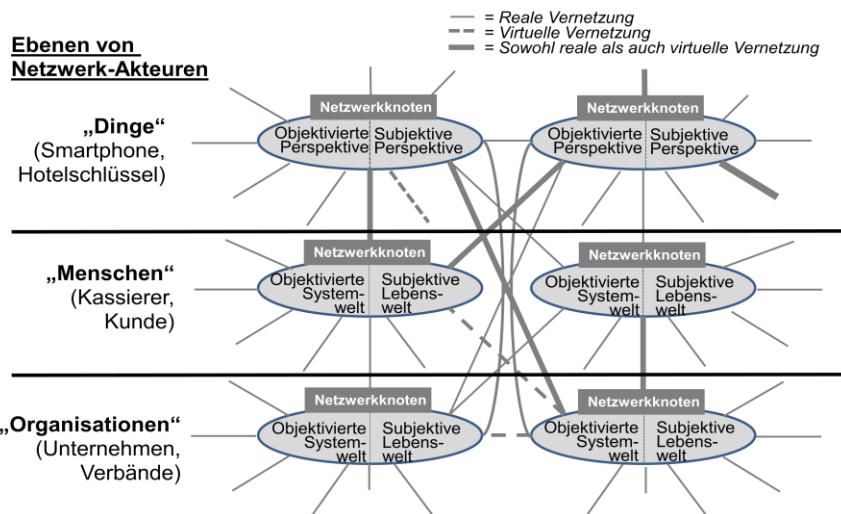 = Reale Vernetzung
= Virtuelle Vernetzung
= Sowohl reale als auch virtuelle Vernetzung
Ebenen von
Netzwerk-Akteuren
„Dinge“
(Smartphone,
Hotelschlüssel)
Netzwerkknoten
Objektivierte Subjektive
Perspektive Perspektive
Netzwerkknoten
Objektivierte Subjektive
Perspektive Perspektive
„Menschen“
(Kassierer,
Kunde)
Netzwerkknoten
Objektivierte Subjektive
System- Lebens-
welt welt
Netzwerkknoten
Objektivierte Subjektive
System- Lebens-
welt welt
„Organisationen“
(Unternehmen,
Verbände)
Netzwerkknoten
Objektivierte Subjektive
System- Lebens-
welt welt
Netzwerkknoten
Objektivierte Subjektive
System- Lebens-
welt welt